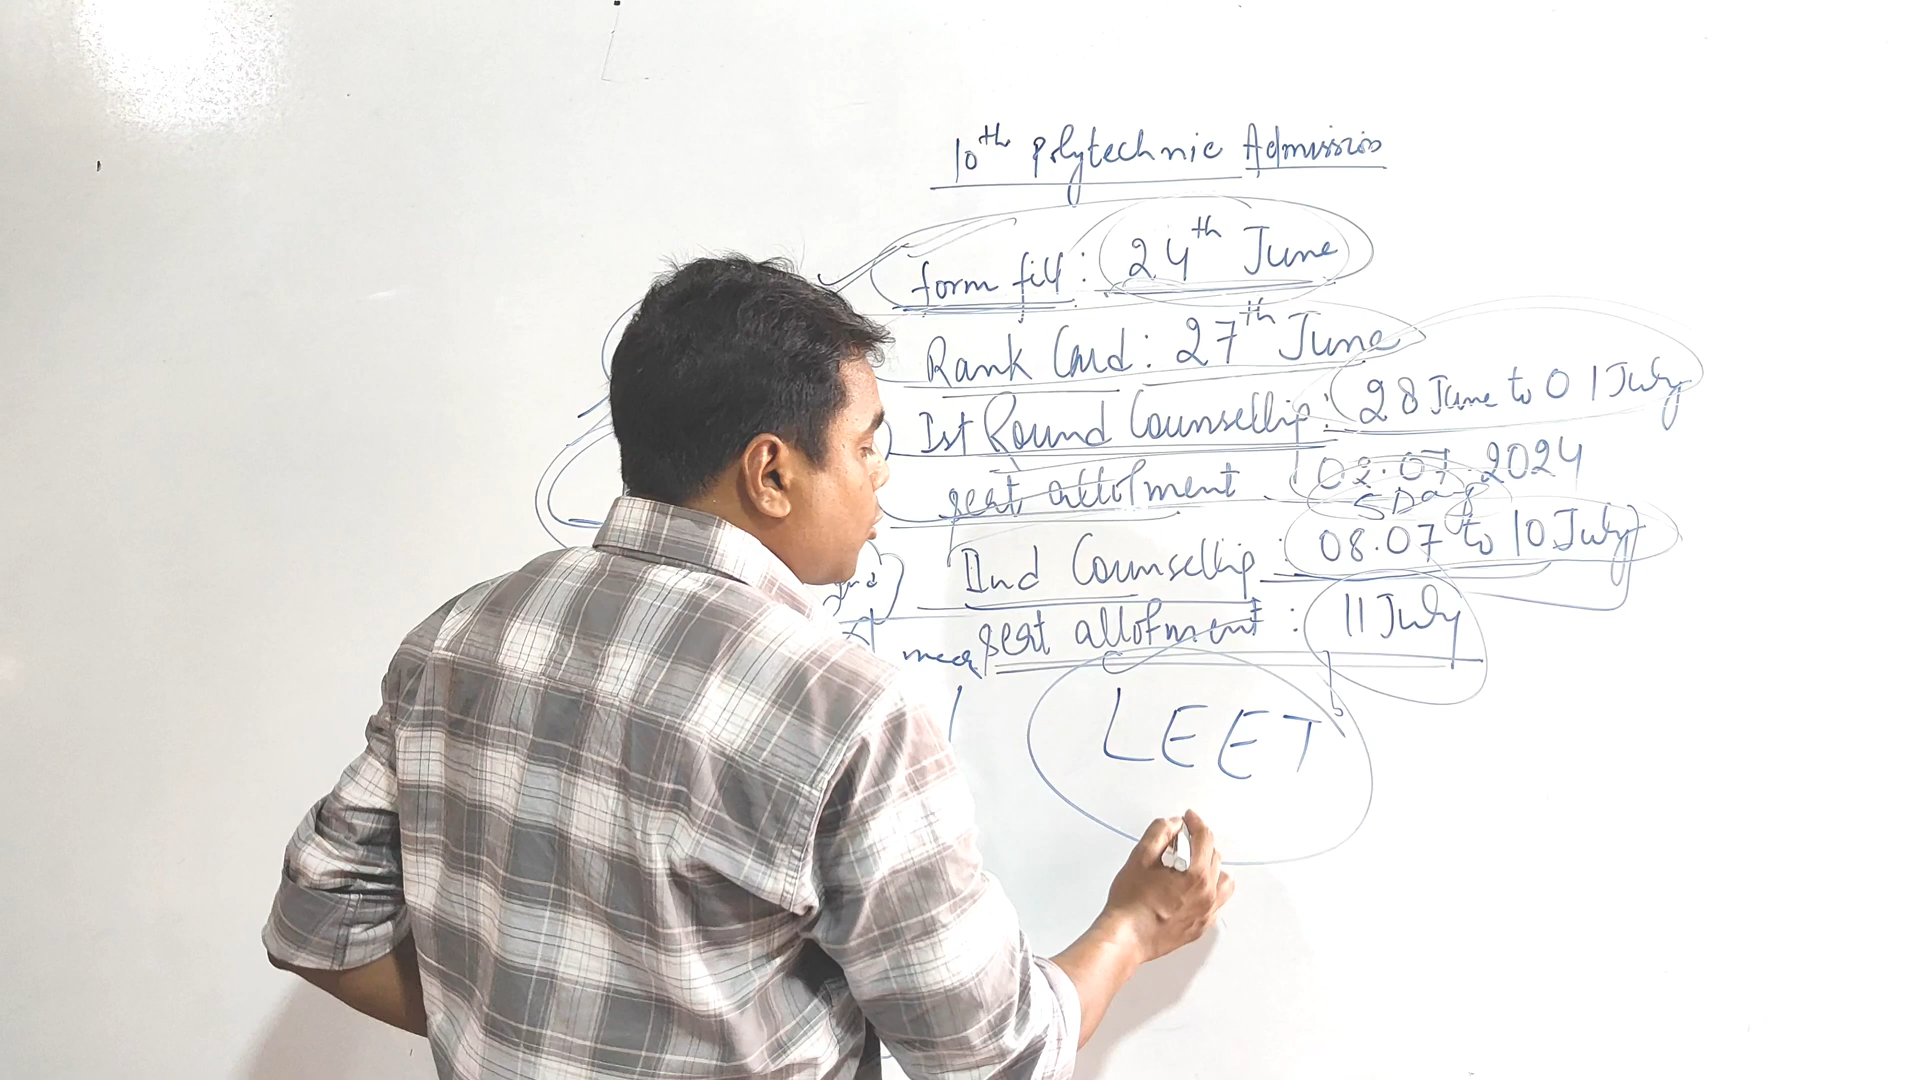 10th Polytechnic Admission
form fill : 24th June
Rank Card : 27th June
Ist Round Counselling : 28 June to 01 July
seat allotment 02.07.2024
5 Days
IInd Counselling : 08.07 to 10 July
seat allotment : 11 July
LEET